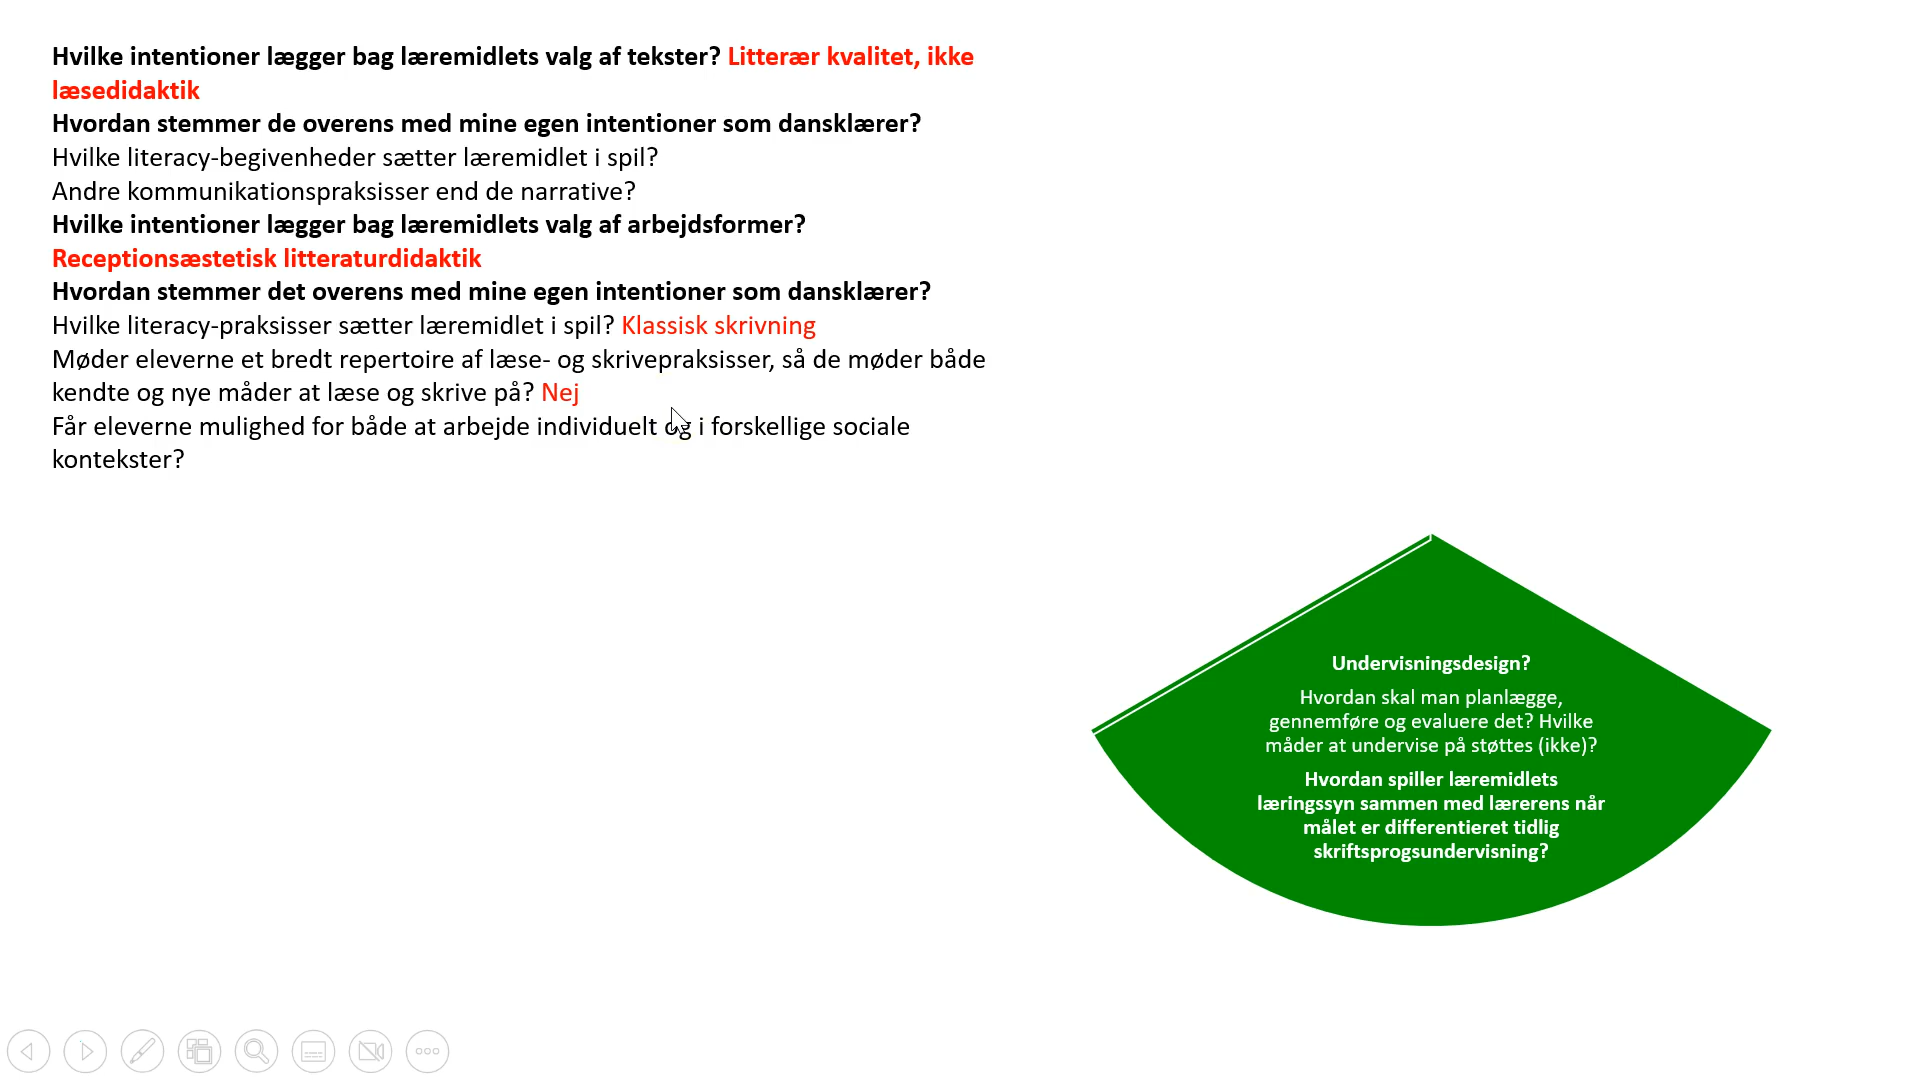 Hvilke intentioner lægger bag læremidlets valg af tekster? Litterær kvalitet, ikke
læsedidaktik
Hvordan stemmer de overens med mine egen intentioner som dansklærer?
Hvilke literacy-begivenheder sætter læremidlet i spil?
Andre kommunikationspraksisser end de narrative?
Hvilke intentioner lægger bag læremidlets valg af arbejdsformer?
Receptionsæstetisk litteraturdidaktik
Hvordan stemmer det overens med mine egen intentioner som dansklærer?
Hvilke literacy-praksisser sætter læremidlet i spil? Klassisk skrivning
Møder eleverne et bredt repertoire af læse- og skrivepraksisser, så de møder både
kendte og nye måder at læse og skrive på? Nej
Får eleverne mulighed for både at arbejde individuelt og i forskellige sociale
kontekster?
Undervisningsdesign?
Hvordan skal man planlægge,
gennemføre og evaluere det? Hvilke
måder at undervise på støttes (ikke)?
Hvordan spiller læremidlets
læringssyn sammen med lærerens når
målet er differentieret tidlig
skriftsprogsundervisning?